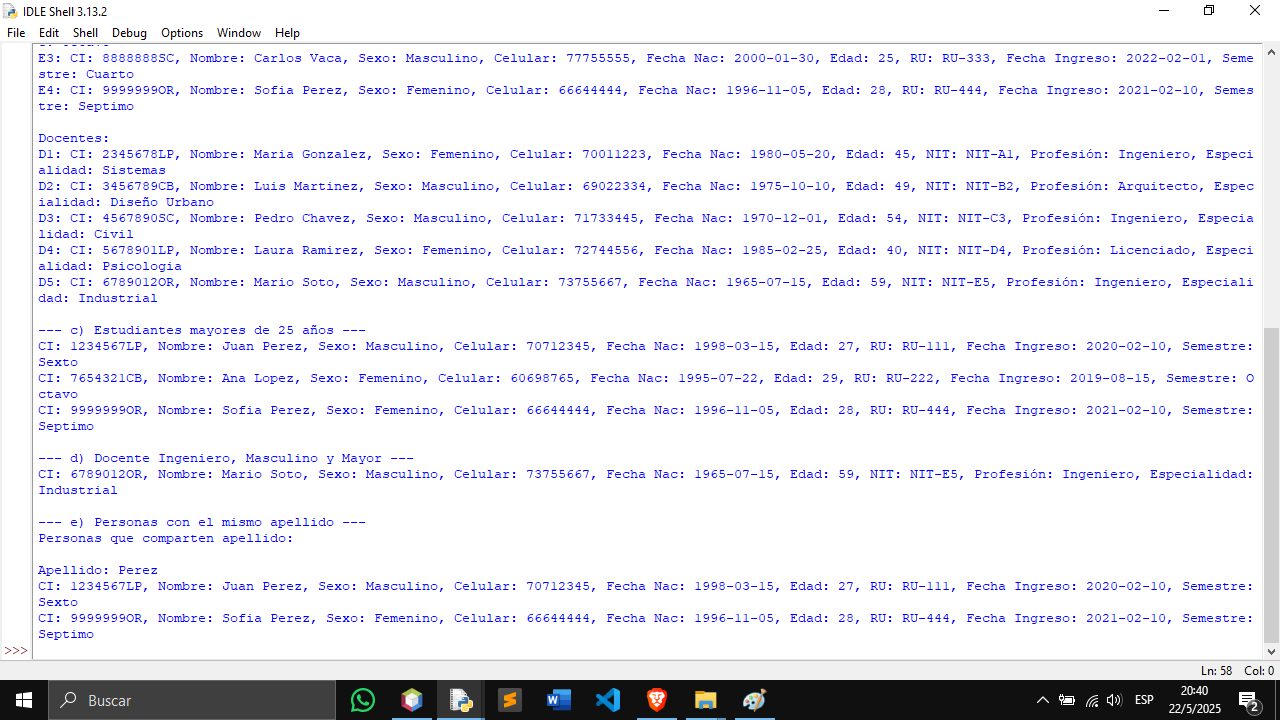 IDLE Shell 3.13.2
File Edit Shell Debug Options Window Help
E3: CI: 8888888SC, Nombre: Carlos Vaca, Sexo: Masculino, Celular: 77755555, Fecha Nac: 2000-01-30, Edad: 25, RU: RU-333, Fecha Ingreso: 2022-02-01, Seme
stre: Cuarto
E4: CI: 9999999OR, Nombre: Sofia Perez, Sexo: Femenino, Celular: 66644444, Fecha Nac: 1996-11-05, Edad: 28, RU: RU-444, Fecha Ingreso: 2021-02-10, Semes
tre: Septimo
Docentes:
D1: CI: 2345678LP, Nombre: Maria Gonzalez, Sexo: Femenino, Celular: 70011223, Fecha Nac: 1980-05-20, Edad: 45, NIT: NIT-A1, Profesión: Ingeniero, Especi
alidad: Sistemas
D2: CI: 3456789CB, Nombre: Luis Martinez, Sexo: Masculino, Celular: 69022334, Fecha Nac: 1975-10-10, Edad: 49, NIT: NIT-B2, Profesión: Arquitecto, Espec
ialidad: Diseño Urbano
D3: CI: 4567890SC, Nombre: Pedro Chavez, Sexo: Masculino, Celular: 71733445, Fecha Nac: 1970-12-01, Edad: 54, NIT: NIT-C3, Profesión: Ingeniero, Especia
lidad: Civil
D4: CI: 5678901LP, Nombre: Laura Ramirez, Sexo: Femenino, Celular: 72744556, Fecha Nac: 1985-02-25, Edad: 40, NIT: NIT-D4, Profesión: Licenciado, Especi
alidad: Psicologia
D5: CI: 6789012OR, Nombre: Mario Soto, Sexo: Masculino, Celular: 73755667, Fecha Nac: 1965-07-15, Edad: 59, NIT: NIT-E5, Profesión: Ingeniero, Especiali
dad: Industrial
--- c) Estudiantes mayores de 25 años ---
CI: 1234567LP, Nombre: Juan Perez, Sexo: Masculino, Celular: 70712345, Fecha Nac: 1998-03-15, Edad: 27, RU: RU-111, Fecha Ingreso: 2020-02-10, Semestre:
Sexto
CI: 7654321CB, Nombre: Ana Lopez, Sexo: Femenino, Celular: 60698765, Fecha Nac: 1995-07-22, Edad: 29, RU: RU-222, Fecha Ingreso: 2019-08-15, Semestre: O
ctavo
CI: 9999999OR, Nombre: Sofia Perez, Sexo: Femenino, Celular: 66644444, Fecha Nac: 1996-11-05, Edad: 28, RU: RU-444, Fecha Ingreso: 2021-02-10, Semestre:
Septimo
--- d) Docente Ingeniero, Masculino y Mayor ---
CI: 6789012OR, Nombre: Mario Soto, Sexo: Masculino, Celular: 73755667, Fecha Nac: 1965-07-15, Edad: 59, NIT: NIT-E5, Profesión: Ingeniero, Especialidad:
Industrial
--- e) Personas con el mismo apellido ---
Personas que comparten apellido:
Apellido: Perez
CI: 1234567LP, Nombre: Juan Perez, Sexo: Masculino, Celular: 70712345, Fecha Nac: 1998-03-15, Edad: 27, RU: RU-111, Fecha Ingreso: 2020-02-10, Semestre:
Sexto
CI: 9999999OR, Nombre: Sofia Perez, Sexo: Femenino, Celular: 66644444, Fecha Nac: 1996-11-05, Edad: 28, RU: RU-444, Fecha Ingreso: 2021-02-10, Semestre:
Septimo
>>>
Ln: 58 Col: 0
Buscar
ESP
20:40
22/5/2025
2